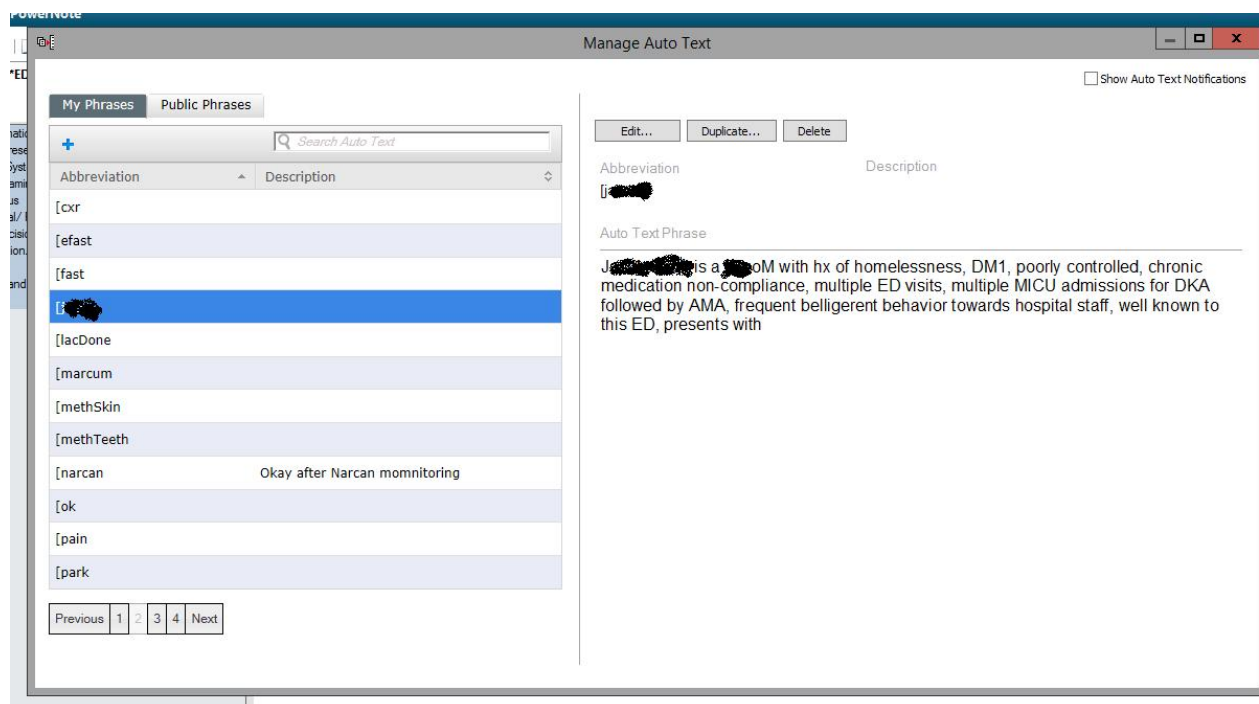 PowerNote
Manage Auto Text
Show Auto Text Notifications
My Phrases Public Phrases
Search Auto Text
Abbreviation Description
[cxr
[efast
[fast
[lacDone
[marcum
[methSkin
[methTeeth
[narcan Okay after Narcan momnitoring
[ok
[pain
[park
Previous 1 2 3 4 Next
Edit... Duplicate... Delete
Abbreviation Description
[j
Auto Text Phrase
is a oM with hx of homelessness, DM1, poorly controlled, chronic
medication non-compliance, multiple ED visits, multiple MICU admissions for DKA
followed by AMA, frequent belligerent behavior towards hospital staff, well known to
this ED, presents with